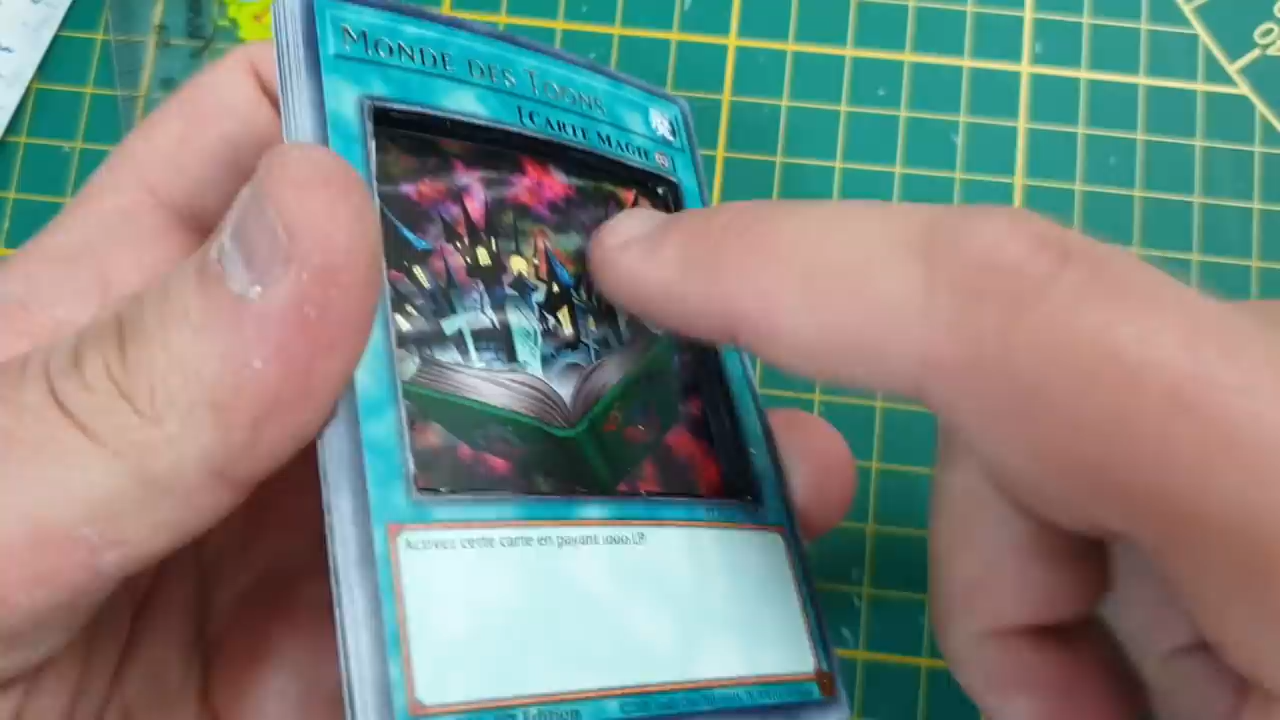 Monde des Toons
[Carte Magie ∞]
Activez cette carte en payant 1000 LP.
Edition